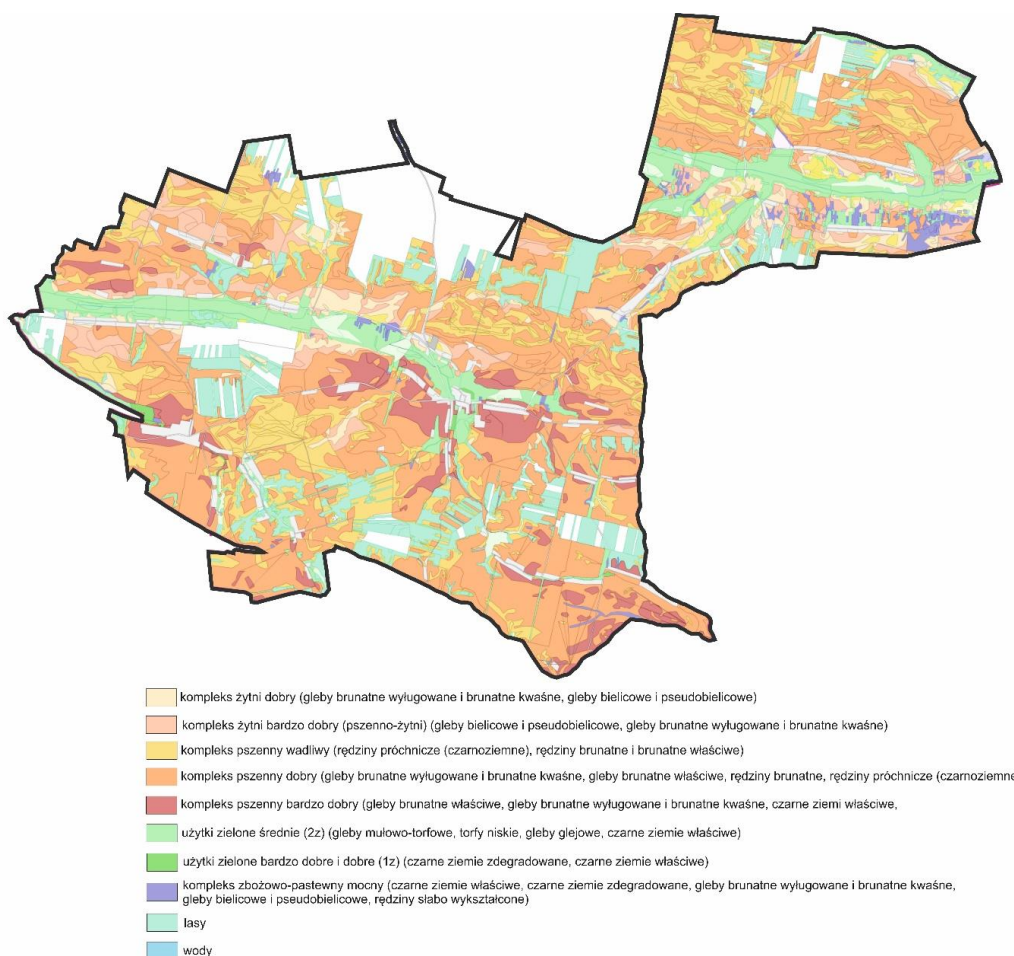 kompleks żytni dobry (gleby brunatne wyługowane i brunatne kwaśne, gleby bielicowe i pseudobielicowe)
kompleks żytni bardzo dobry (pszenno-żytni) (gleby bielicowe i pseudobielicowe, gleby brunatne wyługowane i brunatne kwaśne)
kompleks pszenny wadliwy (rędziny próchnicze (czarnoziemne), rędziny brunatne i brunatne właściwe)
kompleks pszenny dobry (gleby brunatne wyługowane i brunatne kwaśne, gleby brunatne właściwe, rędziny brunatne, rędziny próchnicze (czarnoziemne
kompleks pszenny bardzo dobry (gleby brunatne właściwe, gleby brunatne wyługowane i brunatne kwaśne, czarne ziemi właściwe,
użytki zielone średnie (2z) (gleby mułowo-torfowe, torfy niskie, gleby glejowe, czarne ziemie właściwe)
użytki zielone bardzo dobre i dobre (1z) (czarne ziemie zdegradowane, czarne ziemie właściwe)
kompleks zbożowo-pastewny mocny (czarne ziemie właściwe, czarne ziemie zdegradowane, gleby brunatne wyługowane i brunatne kwaśne,
gleby bielicowe i pseudobielicowe, rędziny słabo wykształcone)
lasy
wody